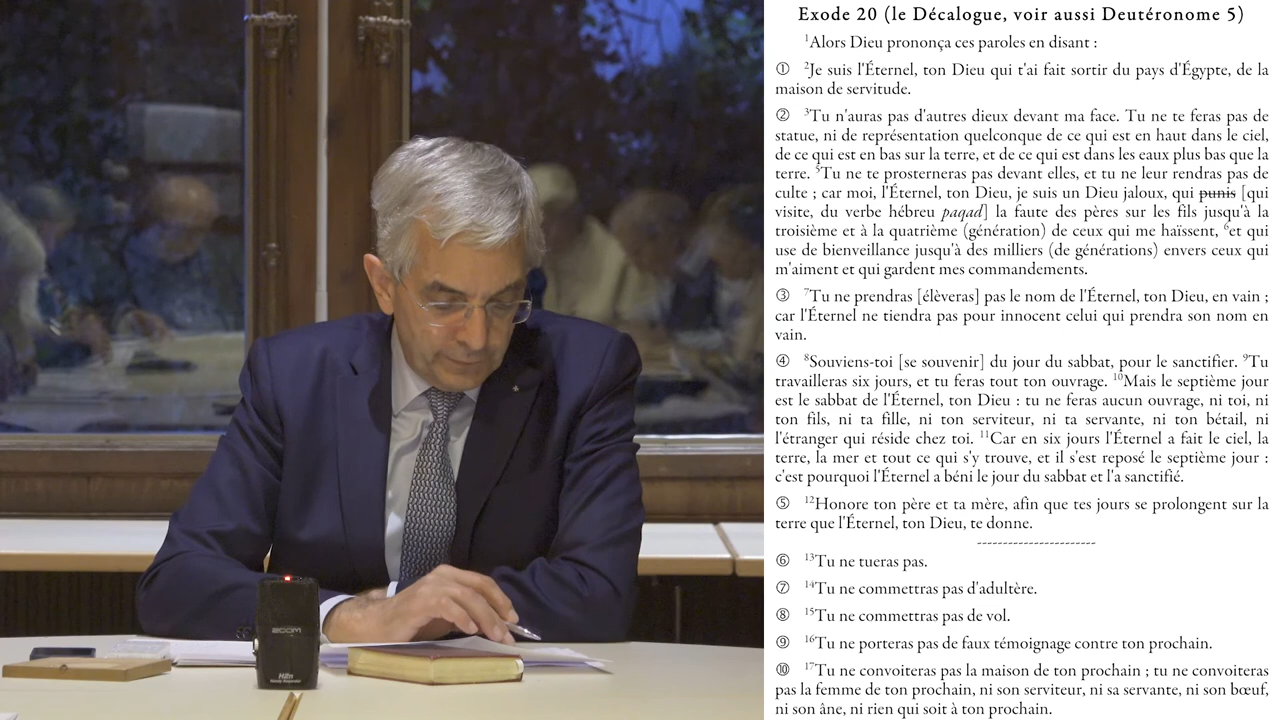 Exode 20 (le Décalogue, voir aussi Deutéronome 5)
¹Alors Dieu prononça ces paroles en disant :
① ²Je suis l'Éternel, ton Dieu qui t'ai fait sortir du pays d'Égypte, de la
maison de servitude.
② ³Tu n'auras pas d'autres dieux devant ma face. Tu ne te feras pas de
statue, ni de représentation quelconque de ce qui est en haut dans le ciel,
de ce qui est en bas sur la terre, et de ce qui est dans les eaux plus bas que la
terre. ⁵Tu ne te prosterneras pas devant elles, et tu ne leur rendras pas de
culte ; car moi, l'Éternel, ton Dieu, je suis un Dieu jaloux, qui punis [qui
visite, du verbe hébreu paqad] la faute des pères sur les fils jusqu'à la
troisième et à la quatrième (génération) de ceux qui me haïssent, ⁶et qui
use de bienveillance jusqu'à des milliers (de générations) envers ceux qui
m'aiment et qui gardent mes commandements.
③ ⁷Tu ne prendras [élèveras] pas le nom de l'Éternel, ton Dieu, en vain ;
car l'Éternel ne tiendra pas pour innocent celui qui prendra son nom en
vain.
④ ⁸Souviens-toi [se souvenir] du jour du sabbat, pour le sanctifier. ⁹Tu
travailleras six jours, et tu feras tout ton ouvrage. ¹⁰Mais le septième jour
est le sabbat de l'Éternel, ton Dieu : tu ne feras aucun ouvrage, ni toi, ni
ton fils, ni ta fille, ni ton serviteur, ni ta servante, ni ton bétail, ni
l'étranger qui réside chez toi. ¹¹Car en six jours l'Éternel a fait le ciel, la
terre, la mer et tout ce qui s'y trouve, et il s'est reposé le septième jour :
c'est pourquoi l'Éternel a béni le jour du sabbat et l'a sanctifié.
⑤ ¹²Honore ton père et ta mère, afin que tes jours se prolongent sur la
terre que l'Éternel, ton Dieu, te donne.
-----------------------
⑥ ¹³Tu ne tueras pas.
⑦ ¹⁴Tu ne commettras pas d'adultère.
⑧ ¹⁵Tu ne commettras pas de vol.
⑨ ¹⁶Tu ne porteras pas de faux témoignage contre ton prochain.
⑩ ¹⁷Tu ne convoiteras pas la maison de ton prochain ; tu ne convoiteras
pas la femme de ton prochain, ni son serviteur, ni sa servante, ni son bœuf,
ni son âne, ni rien qui soit à ton prochain.
zoom
H2n